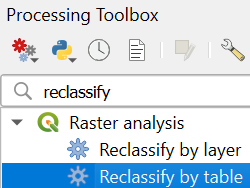 Processing Toolbox
reclassify
Raster analysis
Reclassify by layer
Reclassify by table